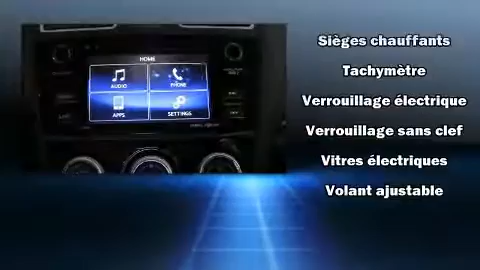 HOME
AUDIO
PHONE
APPS
SETTINGS
Sièges chauffants
Tachymètre
Verrouillage électrique
Verrouillage sans clef
Vitres électriques
Volant ajustable